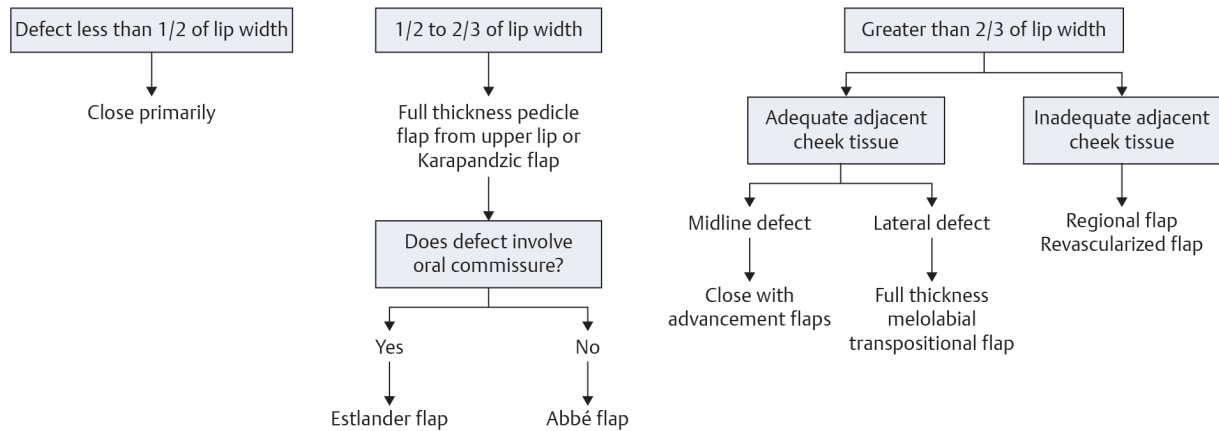 Defect less than 1/2 of lip width
Close primarily
1/2 to 2/3 of lip width
Full thickness pedicle
flap from upper lip or
Karapandzic flap
Does defect involve
oral commissure?
Yes
No
Estlander flap
Abbé flap
Greater than 2/3 of lip width
Adequate adjacent
cheek tissue
Inadequate adjacent
cheek tissue
Midline defect
Lateral defect
Regional flap
Revascularized flap
Close with
advancement flaps
Full thickness
melolabial
transpositional flap